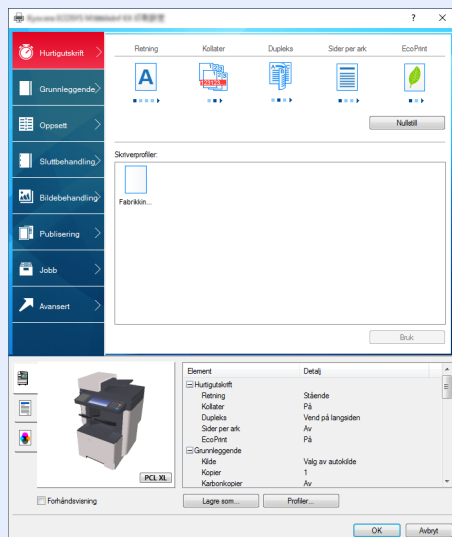 ? X
Hurtigutskrift
Retning Kollater Dupleks Sider per ark EcoPrint
A
123123
Grunnleggende
Nullstill
Oppsett
Skriverprofiler:
Sluttbehandling
Fabrikkin...
Bildebehandling
Publisering
Jobb
Avansert
Bruk
Element Detalj
Hurtigutskrift
Retning Stående
Kollater På
Dupleks Vend på langsiden
Sider per ark Av
EcoPrint På
Grunnleggende
Kilde Valg av autokilde
Kopier 1
Karbonkopier Av
PCL XL
Forhåndsvisning
Lagre som... Profiler...
OK Avbryt